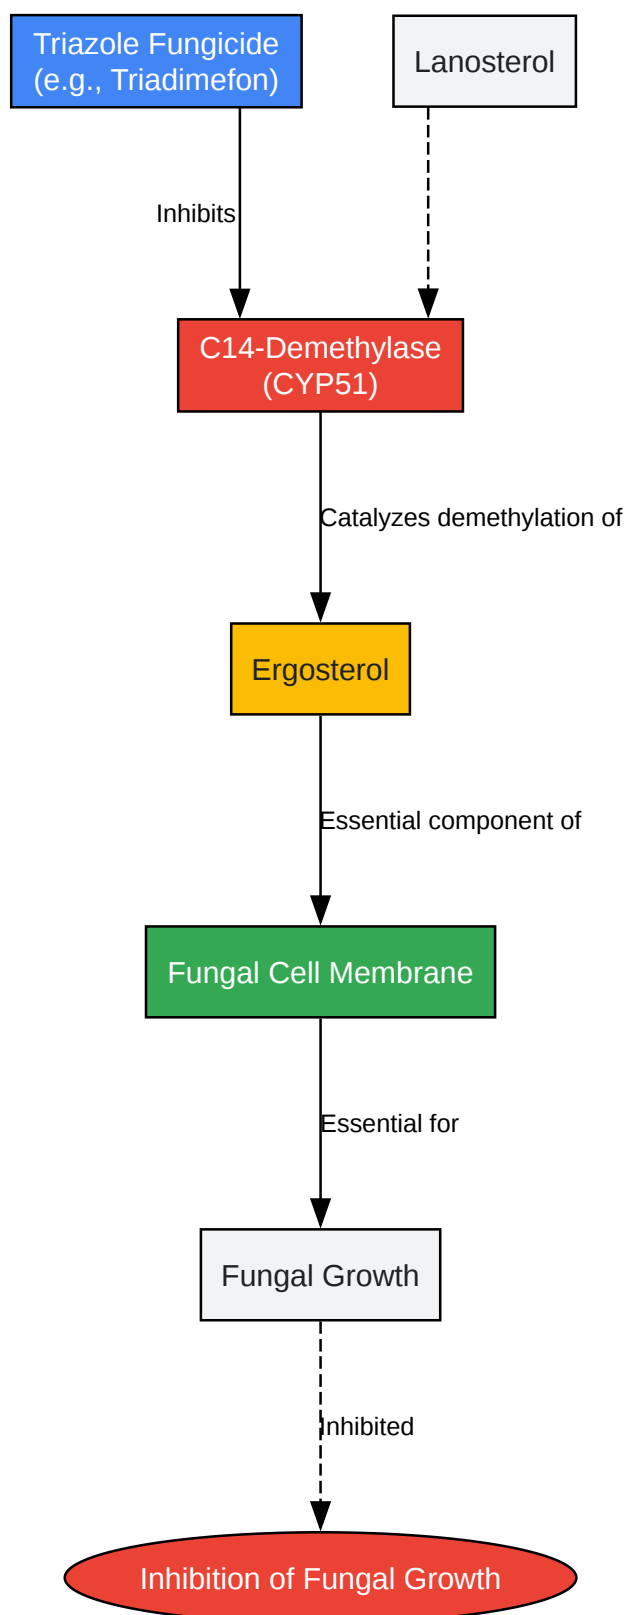 Triazole Fungicide
(e.g., Triadimefon)
Lanosterol
Inhibits
C14-Demethylase
(CYP51)
Catalyzes demethylation of
Ergosterol
Essential component of
Fungal Cell Membrane
Essential for
Fungal Growth
Inhibited
Inhibition of Fungal Growth